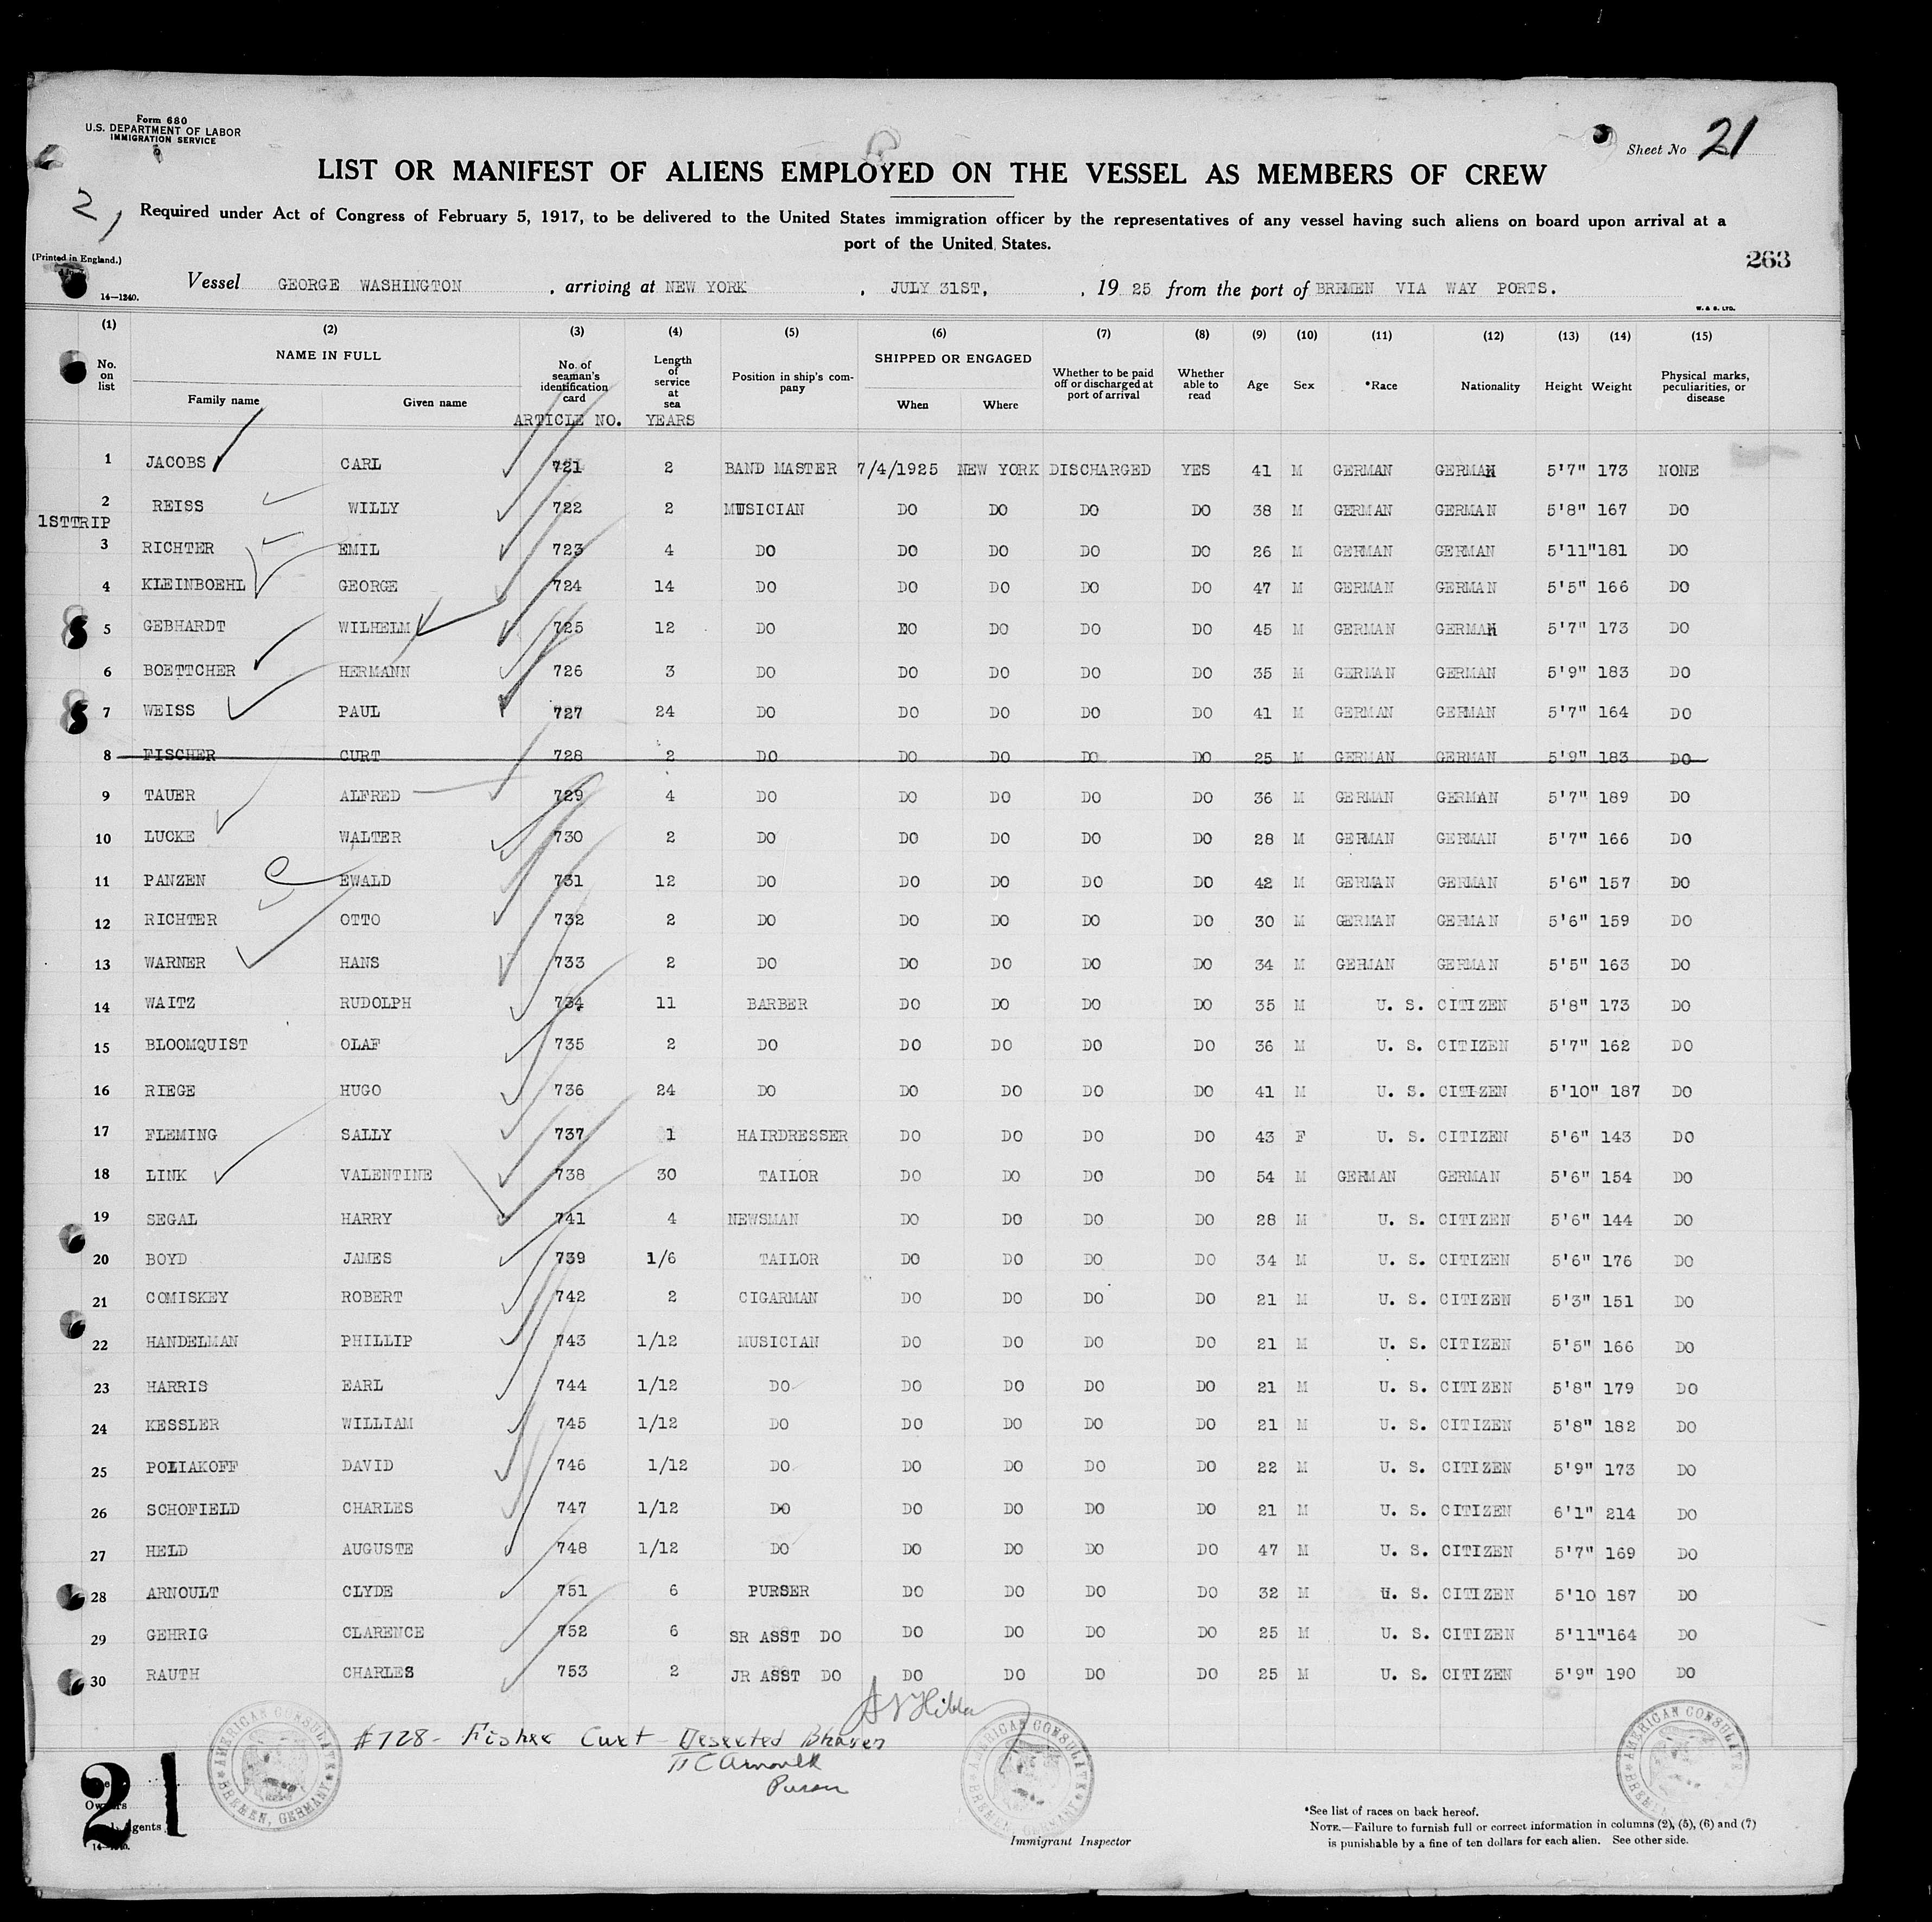 Form 680
U.S. DEPARTMENT OF LABOR
IMMIGRATION SERVICE
Sheet No 21
LIST OR MANIFEST OF ALIENS EMPLOYED ON THE VESSEL AS MEMBERS OF CREW
2,
Required under Act of Congress of February 5, 1917, to be delivered to the United States immigration officer by the representatives of any vessel having such aliens on board upon arrival at a
port of the United States.
(Printed in England.)
263
14—1240.
Vessel GEORGE WASHINGTON , arriving at NEW YORK , JULY 31ST, , 19 25 from the port of BREMEN VIA WAY PORTS.
W. & S. LTD.
(1) (2) (3) (4) (5) (6) (7) (8) (9) (10) (11) (12) (13) (14) (15)
No. on list NAME IN FULL Family name Given name No. of seaman's identification card Length of service at sea Position in ship's company SHIPPED OR ENGAGED When Where Whether to be paid off or discharged at port of arrival Whether able to read Age Sex *Race Nationality Height Weight Physical marks, peculiarities, or disease
ARTICLE NO. YEARS
1 JACOBS CARL 721 2 BAND MASTER 7/4/1925 NEW YORK DISCHARGED YES 41 M GERMAN GERMAN 5'7" 173 NONE
2 REISS WILLY 722 2 MUSICIAN DO DO DO DO 38 M GERMAN GERMAN 5'8" 167 DO
1STTRIP
3 RICHTER EMIL 723 4 DO DO DO DO DO 26 M GERMAN GERMAN 5'11" 181 DO
4 KLEINBOEHL GEORGE 724 14 DO DO DO DO DO 47 M GERMAN GERMAN 5'5" 166 DO
5 GEBHARDT WILHELM 725 12 DO DO DO DO DO 45 M GERMAN GERMAN 5'7" 173 DO
6 BOETTCHER HERMANN 726 3 DO DO DO DO DO 35 M GERMAN GERMAN 5'9" 183 DO
7 WEISS PAUL 727 24 DO DO DO DO DO 41 M GERMAN GERMAN 5'7" 164 DO
8 FISCHER CURT 728 2 DO DO DO DO DO 25 M GERMAN GERMAN 5'9" 183 DO
9 TAUER ALFRED 729 4 DO DO DO DO DO 36 M GERMAN GERMAN 5'7" 189 DO
10 LUCKE WALTER 730 2 DO DO DO DO DO 28 M GERMAN GERMAN 5'7" 166 DO
11 PANZEN EWALD 731 12 DO DO DO DO DO 42 M GERMAN GERMAN 5'6" 157 DO
12 RICHTER OTTO 732 2 DO DO DO DO DO 30 M GERMAN GERMAN 5'6" 159 DO
13 WARNER HANS 733 2 DO DO DO DO DO 34 M GERMAN GERMAN 5'5" 163 DO
14 WAITZ RUDOLPH 734 11 BARBER DO DO DO DO 35 M U. S. CITIZEN 5'8" 173 DO
15 BLOOMQUIST OLAF 735 2 DO DO DO DO DO 36 M U. S. CITIZEN 5'7" 162 DO
16 RIEGE HUGO 736 24 DO DO DO DO DO 41 M U. S. CITIZEN 5'10" 187 DO
17 FLEMING SALLY 737 1 HAIRDRESSER DO DO DO DO 43 F U. S. CITIZEN 5'6" 143 DO
18 LINK VALENTINE 738 30 TAILOR DO DO DO DO 54 M GERMAN GERMAN 5'6" 154 DO
19 SEGAL HARRY 741 4 NEWSMAN DO DO DO DO 28 M U. S. CITIZEN 5'6" 144 DO
20 BOYD JAMES 739 1/6 TAILOR DO DO DO DO 34 M U. S. CITIZEN 5'6" 176 DO
21 COMISKEY ROBERT 742 2 CIGARMAN DO DO DO DO 21 M U. S. CITIZEN 5'3" 151 DO
22 HANDELMAN PHILLIP 743 1/12 MUSICIAN DO DO DO DO 21 M U. S. CITIZEN 5'5" 166 DO
23 HARRIS EARL 744 1/12 DO DO DO DO DO 21 M U. S. CITIZEN 5'8" 179 DO
24 KESSLER WILLIAM 745 1/12 DO DO DO DO DO 21 M U. S. CITIZEN 5'8" 182 DO
25 POLIAKOFF DAVID 746 1/12 DO DO DO DO DO 22 M U. S. CITIZEN 5'9" 173 DO
26 SCHOFIELD CHARLES 747 1/12 DO DO DO DO DO 21 M U. S. CITIZEN 6'1" 214 DO
27 HELD AUGUSTE 748 1/12 DO DO DO DO DO 47 M U. S. CITIZEN 5'7" 169 DO
28 ARNOULT CLYDE 751 6 PURSER DO DO DO DO 32 M U. S. CITIZEN 5'10 187 DO
29 GEHRIG CLARENCE 752 6 SR ASST DO DO DO DO DO 25 M U. S. CITIZEN 5'11" 164 DO
30 RAUTH CHARLES 753 2 JR ASST DO DO DO DO DO 25 M U. S. CITIZEN 5'9" 190 DO
#728- Fisher Curt - Deserted Bhaven
Arnoult
Purser
AMERICAN CONSULATE BREMEN, GERMANY
AMERICAN CONSULATE BREMEN, GERMANY
AMERICAN CONSULATE BREMEN
21
Owners
Agents
Immigrant Inspector
*See list of races on back hereof.
NOTE.—Failure to furnish full or correct information in columns (2), (5), (6) and (7)
is punishable by a fine of ten dollars for each alien. See other side.